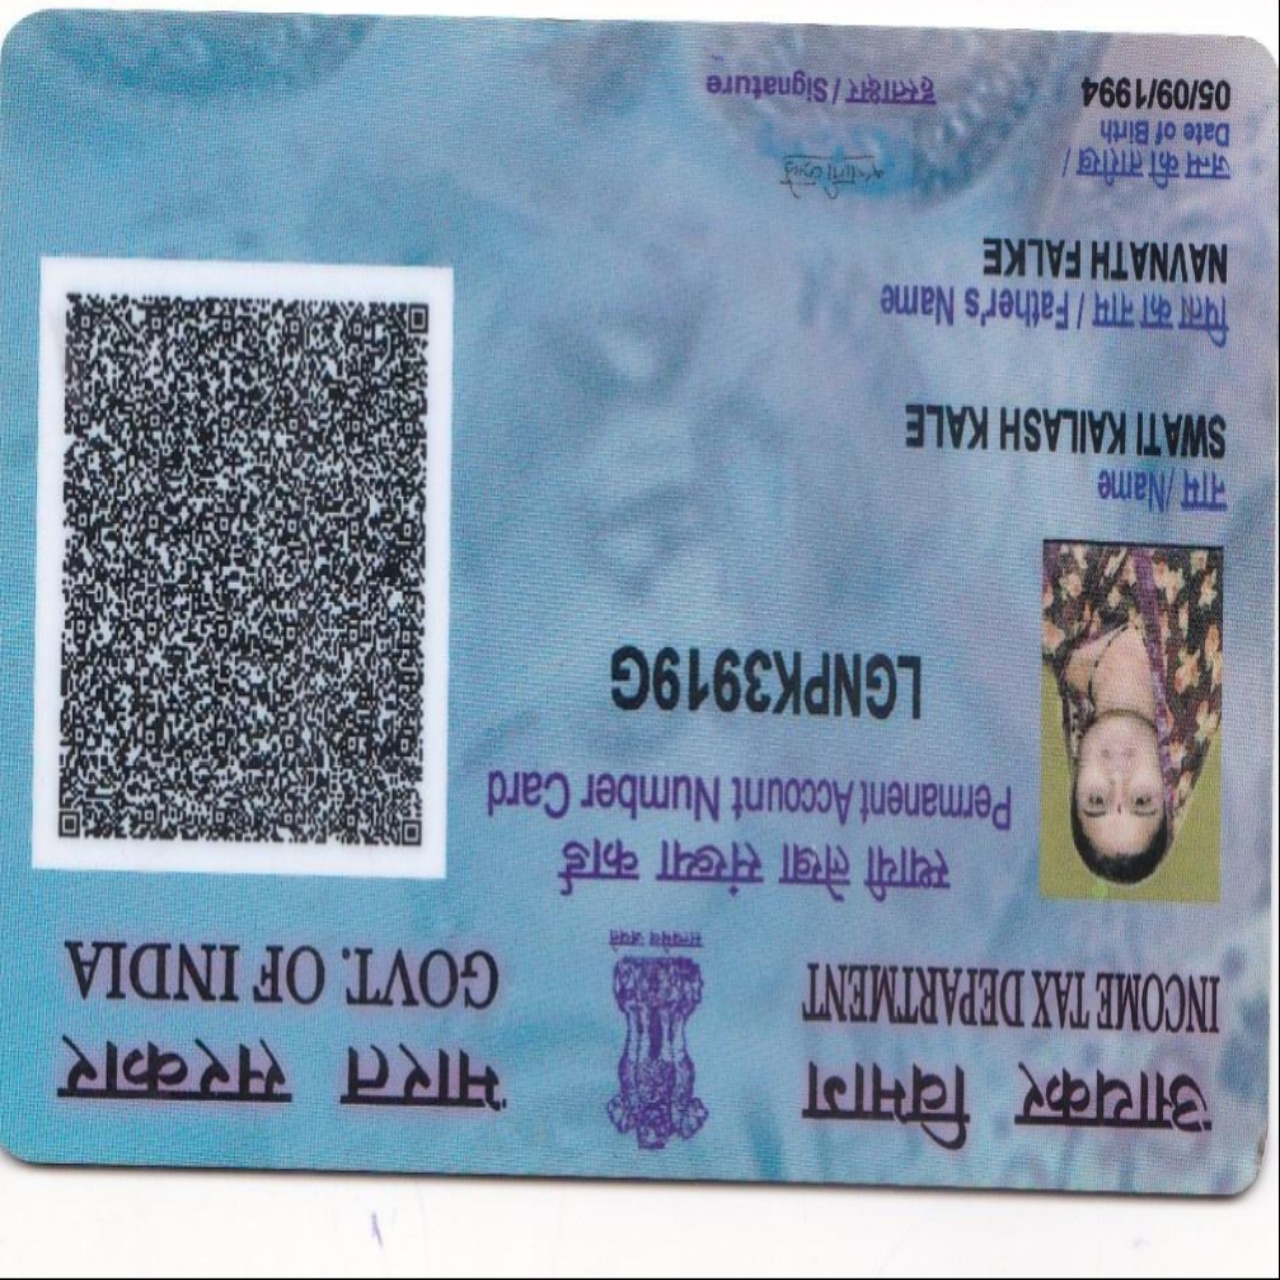 आयकर विभाग
INCOME TAX DEPARTMENT
सत्यमेव जयते
भारत सरकार
GOVT. OF INDIA
स्थायी लेखा संख्या कार्ड
Permanent Account Number Card
LGNPK3919G
नाम /Name
SWATI KAILASH KALE
पिता का नाम / Father's Name
NAVNATH FALKE
जन्म की तारीख /
Date of Birth
05/09/1994
हस्ताक्षर / Signature